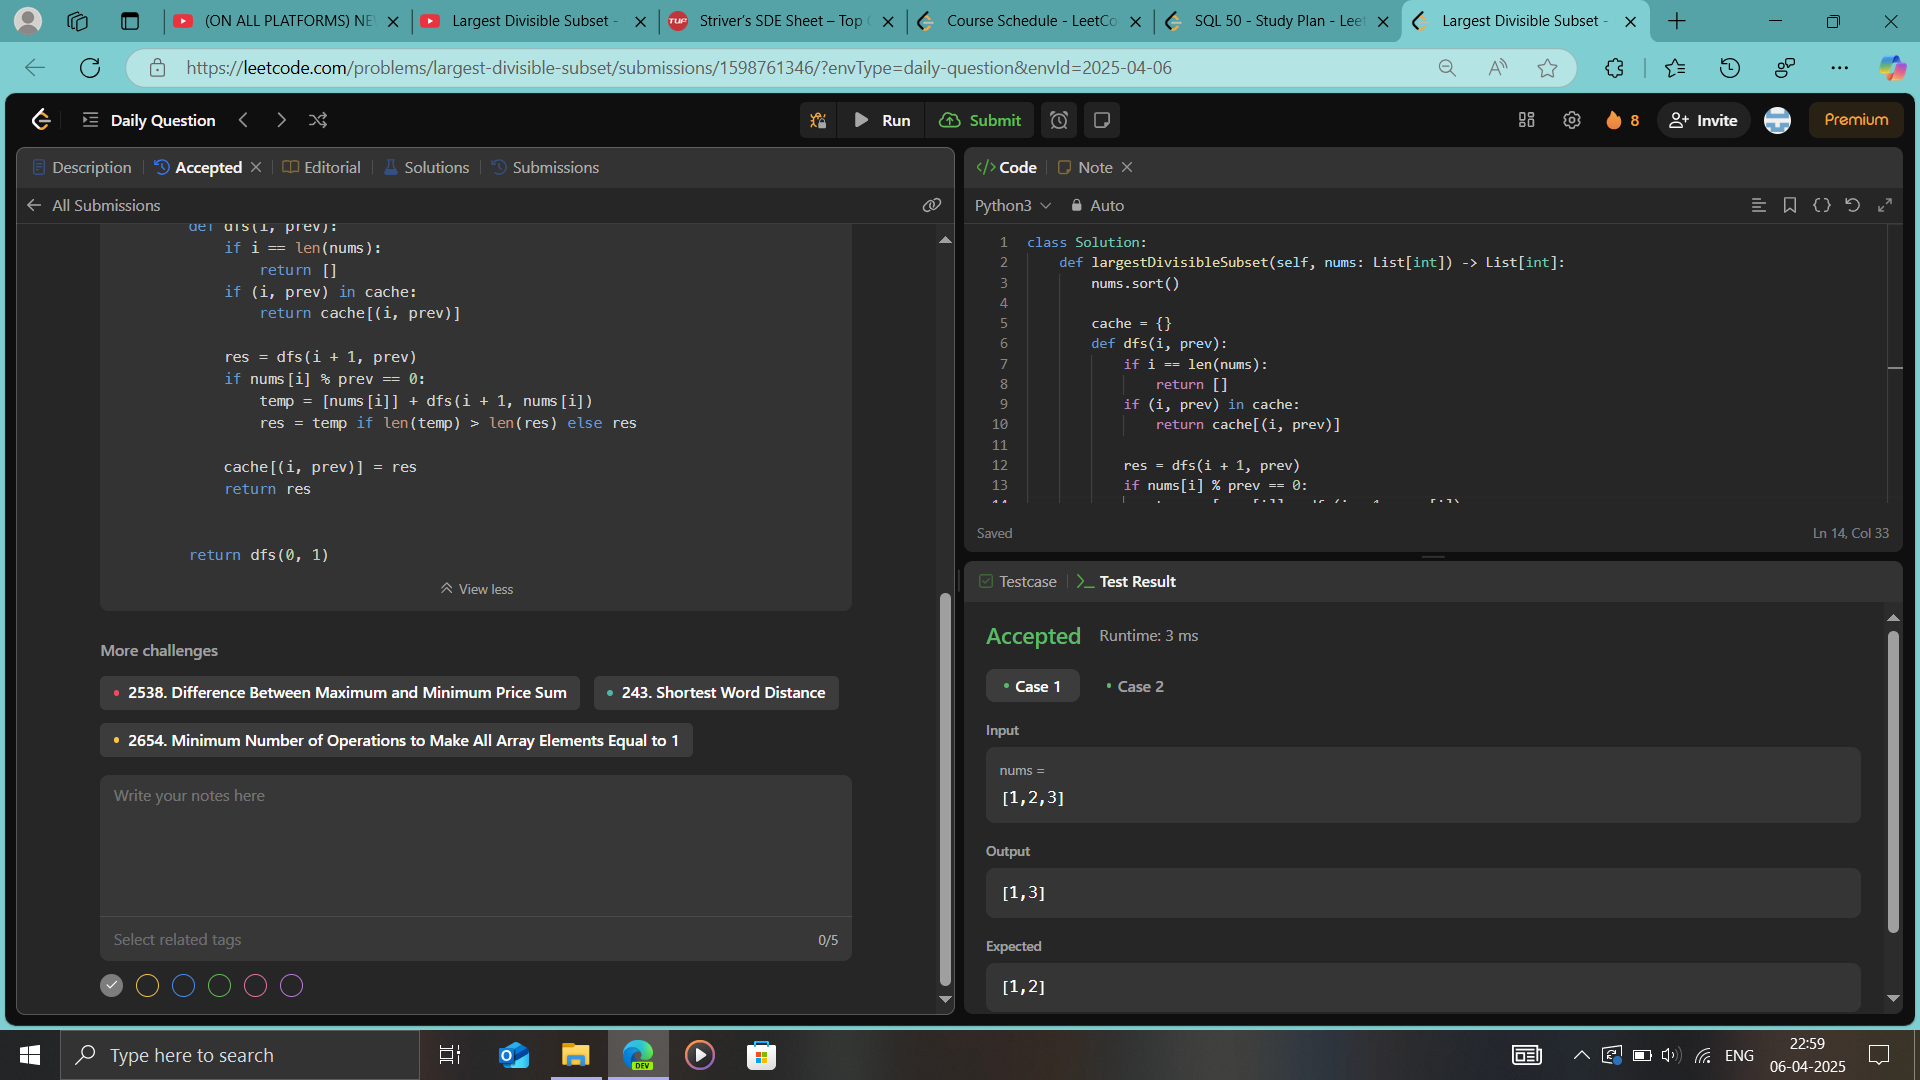 (ON ALL PLATFORMS) NE
Largest Divisible Subset -
Striver's SDE Sheet – Top
Course Schedule - LeetCo
SQL 50 - Study Plan - Leet
Largest Divisible Subset -
https://leetcode.com/problems/largest-divisible-subset/submissions/1598761346/?envType=daily-question&envId=2025-04-06
Daily Question
Run
Submit
8
Invite
Premium
Description
Accepted
Editorial
Solutions
Submissions
All Submissions
def dfs(i, prev):
if i == len(nums):
return []
if (i, prev) in cache:
return cache[(i, prev)]
res = dfs(i + 1, prev)
if nums[i] % prev == 0:
temp = [nums[i]] + dfs(i + 1, nums[i])
res = temp if len(temp) > len(res) else res
cache[(i, prev)] = res
return res
return dfs(0, 1)
View less
More challenges
2538. Difference Between Maximum and Minimum Price Sum
243. Shortest Word Distance
2654. Minimum Number of Operations to Make All Array Elements Equal to 1
Write your notes here
Select related tags
0/5
Code
Note
Python3
Auto
1 class Solution:
2 def largestDivisibleSubset(self, nums: List[int]) -> List[int]:
3 nums.sort()
4
5 cache = {}
6 def dfs(i, prev):
7 if i == len(nums):
8 return []
9 if (i, prev) in cache:
10 return cache[(i, prev)]
11
12 res = dfs(i + 1, prev)
13 if nums[i] % prev == 0:
Saved
Ln 14, Col 33
Testcase
Test Result
Accepted
Runtime: 3 ms
Case 1
Case 2
Input
nums =
[1,2,3]
Output
[1,3]
Expected
[1,2]
Type here to search
DEV
ENG
22:59
06-04-2025